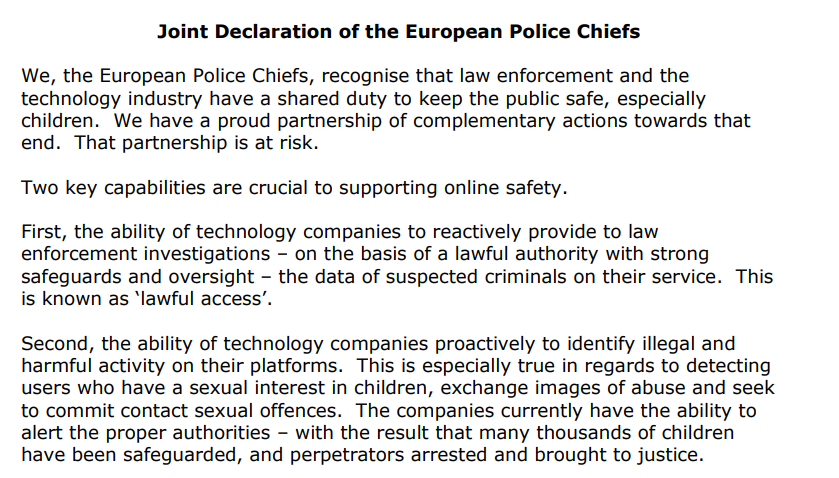 Joint Declaration of the European Police Chiefs
We, the European Police Chiefs, recognise that law enforcement and the
technology industry have a shared duty to keep the public safe, especially
children.  We have a proud partnership of complementary actions towards that
end.  That partnership is at risk.
Two key capabilities are crucial to supporting online safety.
First, the ability of technology companies to reactively provide to law
enforcement investigations – on the basis of a lawful authority with strong
safeguards and oversight – the data of suspected criminals on their service.  This
is known as ‘lawful access’.
Second, the ability of technology companies proactively to identify illegal and
harmful activity on their platforms.  This is especially true in regards to detecting
users who have a sexual interest in children, exchange images of abuse and seek
to commit contact sexual offences.  The companies currently have the ability to
alert the proper authorities – with the result that many thousands of children
have been safeguarded, and perpetrators arrested and brought to justice.